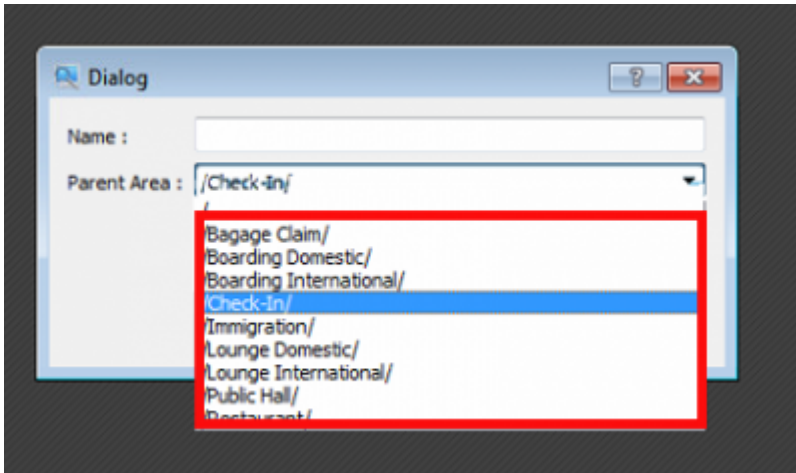 Dialog
Name :
Parent Area : /Check-In/
/
/Bagage Claim/
/Boarding Domestic/
/Boarding International/
/Check-In/
/Immigration/
/Lounge Domestic/
/Lounge International/
/Public Hall/
/Restaurant/